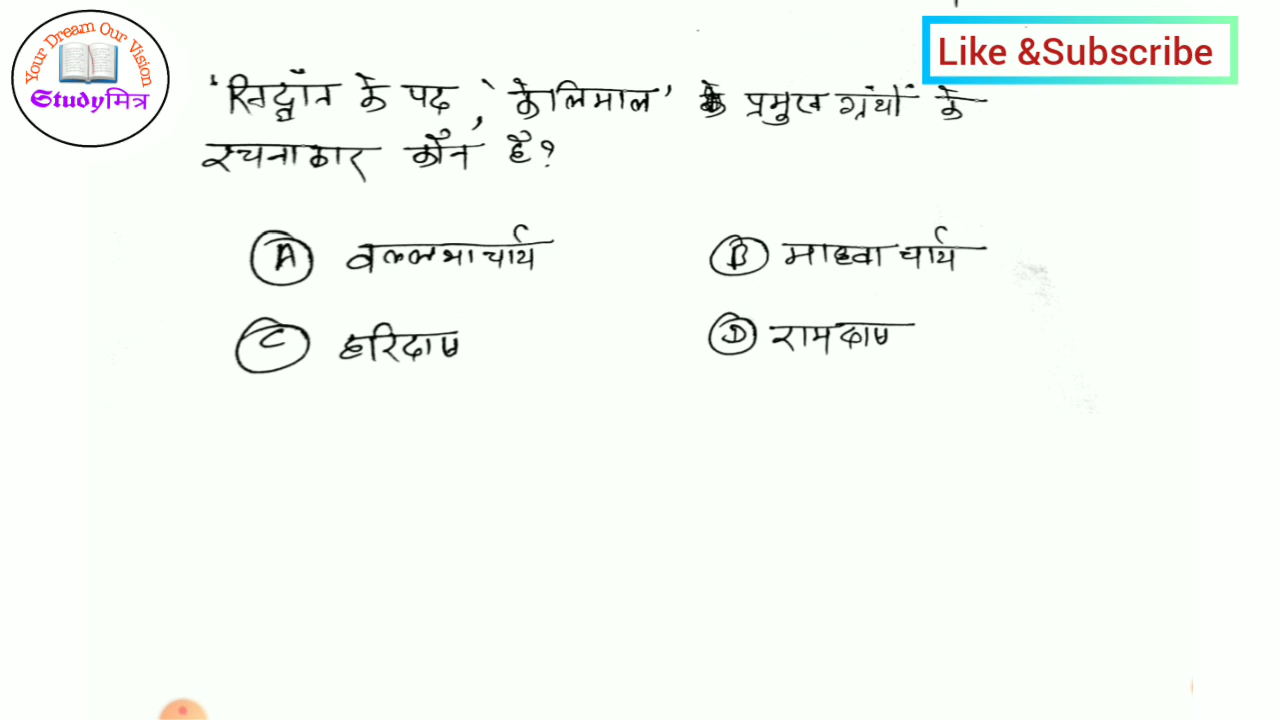 Your Dream Our Vision
Studyमित्र
Like &Subscribe
'सिद्धाँत के पद', 'केलिमाल' के प्रमुख ग्रंथों के
रचनाकार कौन है?
A वल्लभाचार्य
B माध्वाचार्य
C हरिदास
D रामदास